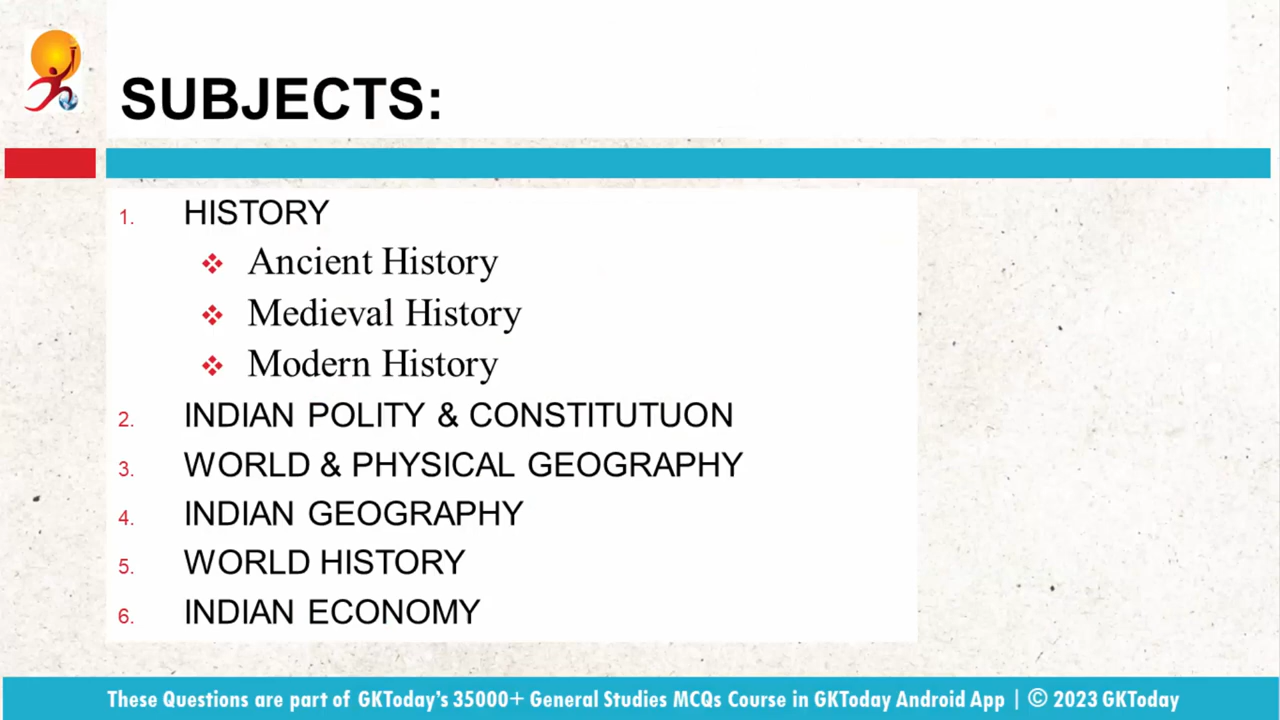 SUBJECTS:
1. HISTORY
❖ Ancient History
❖ Medieval History
❖ Modern History
2. INDIAN POLITY & CONSTITUTUON
3. WORLD & PHYSICAL GEOGRAPHY
4. INDIAN GEOGRAPHY
5. WORLD HISTORY
6. INDIAN ECONOMY
These Questions are part of GKToday's 35000+ General Studies MCQs Course in GKToday Android App | © 2023 GKToday